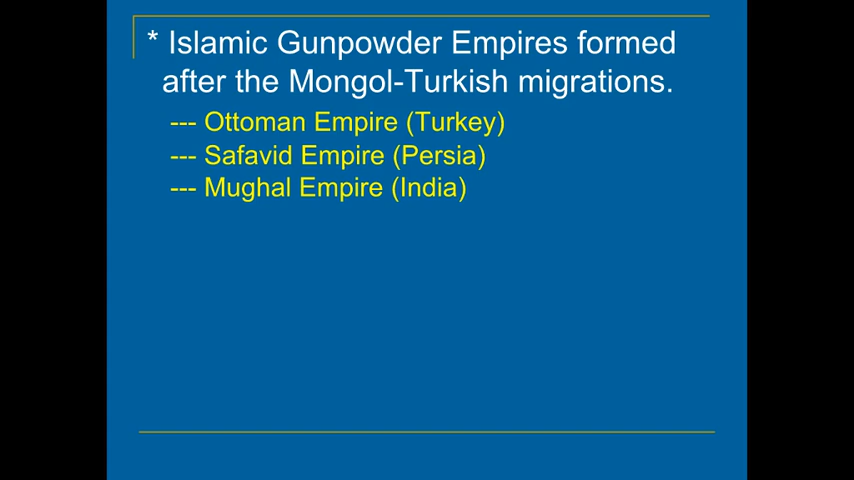 * Islamic Gunpowder Empires formed
after the Mongol-Turkish migrations.
--- Ottoman Empire (Turkey)
--- Safavid Empire (Persia)
--- Mughal Empire (India)